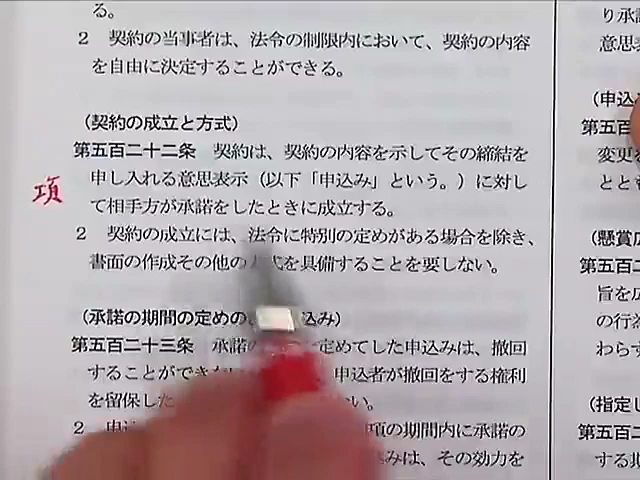 る。
2 契約の当事者は、法令の制限内において、契約の内容
を自由に決定することができる。
(契約の成立と方式)
第五百二十二条 契約は、契約の内容を示してその締結を
申し入れる意思表示(以下「申込み」という。)に対し
て相手方が承諾をしたときに成立する。
項
2 契約の成立には、法令に特別の定めがある場合を除き、
書面の作成その他の 式を具備することを要しない。
(承諾の期間の定めの 込み)
第五百二十三条 承諾の 定めてした申込みは、撤回
することができ 申込者が撤回をする権利
を留保した い。
2 申込 項の期間内に承諾の
みは、その効力を
り承
意思表
(申込
第五百
変更
とと
(懸賞広
第五百二
旨を広
の行
わらず
(指定し
第五百二
する期